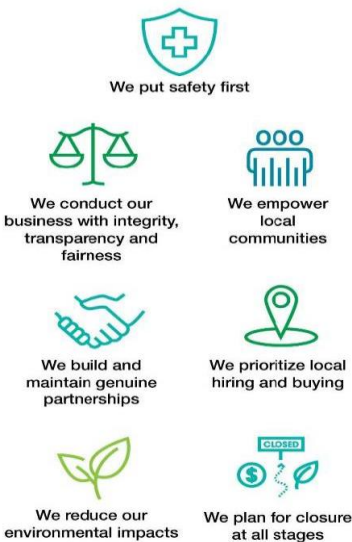 We put safety first
We conduct our
business with integrity,
transparency and
fairness
We empower
local
communities
We build and
maintain genuine
partnerships
We prioritize local
hiring and buying
We reduce our
environmental impacts
CLOSED
$
We plan for closure
at all stages